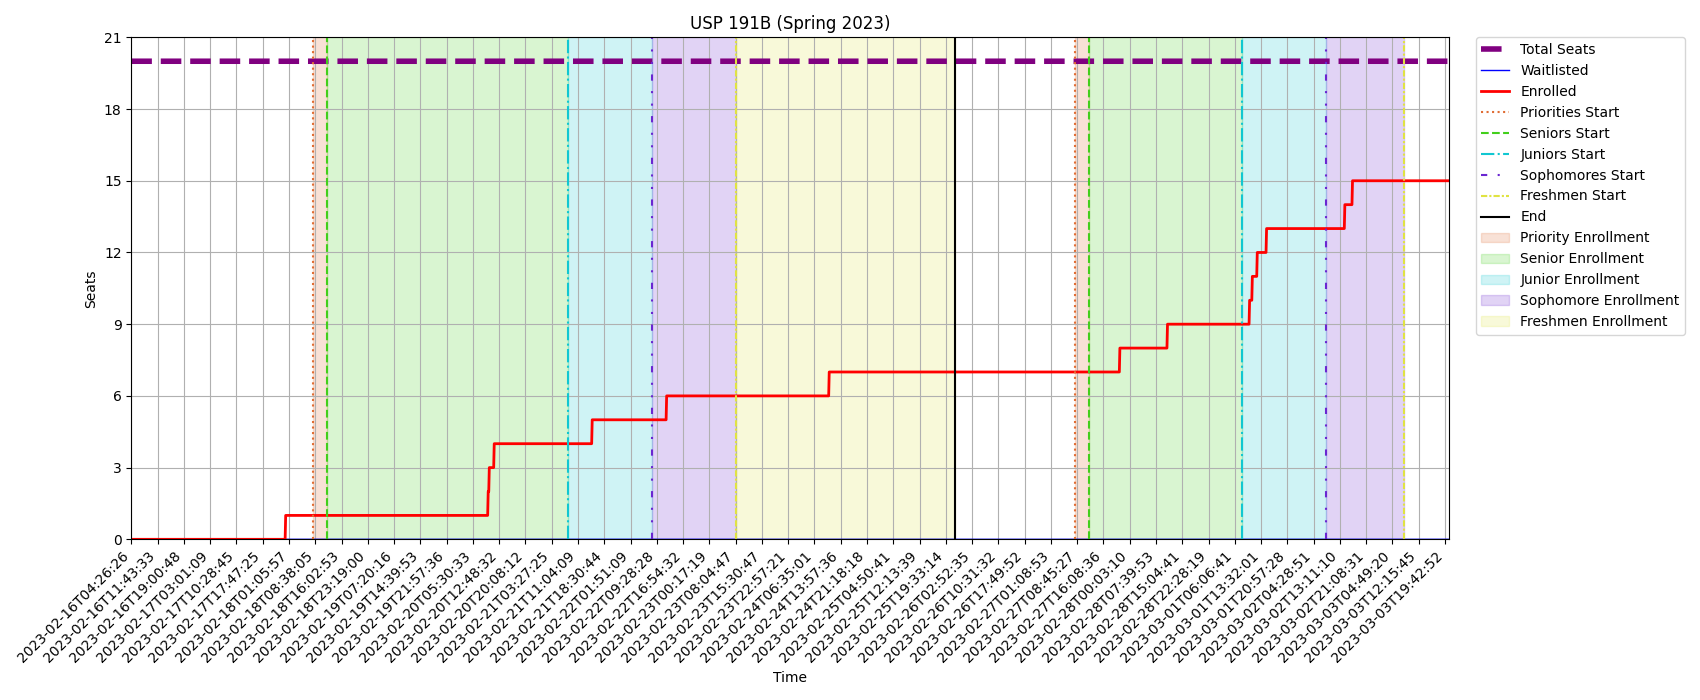 USP 191B (Spring 2023)
Seats
21
18
15
12
9
6
3
0
2023-02-16T04:26:26
2023-02-16T11:43:33
2023-02-16T19:00:48
2023-02-17T03:01:09
2023-02-17T10:28:45
2023-02-17T17:47:25
2023-02-18T01:05:57
2023-02-18T08:38:05
2023-02-18T16:02:53
2023-02-18T23:19:00
2023-02-19T07:20:16
2023-02-19T14:39:53
2023-02-19T21:57:36
2023-02-20T05:30:33
2023-02-20T12:48:32
2023-02-20T20:08:12
2023-02-21T03:27:25
2023-02-21T11:04:09
2023-02-21T18:30:44
2023-02-22T01:51:09
2023-02-22T09:28:28
2023-02-22T16:54:32
2023-02-23T00:17:19
2023-02-23T08:04:47
2023-02-23T15:30:47
2023-02-23T22:57:21
2023-02-24T06:35:01
2023-02-24T13:57:36
2023-02-24T21:18:18
2023-02-25T04:50:41
2023-02-25T12:13:39
2023-02-25T19:33:14
2023-02-26T02:52:35
2023-02-26T10:31:32
2023-02-26T17:49:52
2023-02-27T01:08:53
2023-02-27T08:45:27
2023-02-27T16:08:36
2023-02-28T00:03:10
2023-02-28T07:39:53
2023-02-28T15:04:41
2023-02-28T22:28:19
2023-03-01T06:06:41
2023-03-01T13:32:01
2023-03-01T20:57:28
2023-03-02T04:28:51
2023-03-02T13:11:10
2023-03-02T21:08:31
2023-03-03T04:49:20
2023-03-03T12:15:45
2023-03-03T19:42:52
Time
Total Seats
Waitlisted
Enrolled
Priorities Start
Seniors Start
Juniors Start
Sophomores Start
Freshmen Start
End
Priority Enrollment
Senior Enrollment
Junior Enrollment
Sophomore Enrollment
Freshmen Enrollment